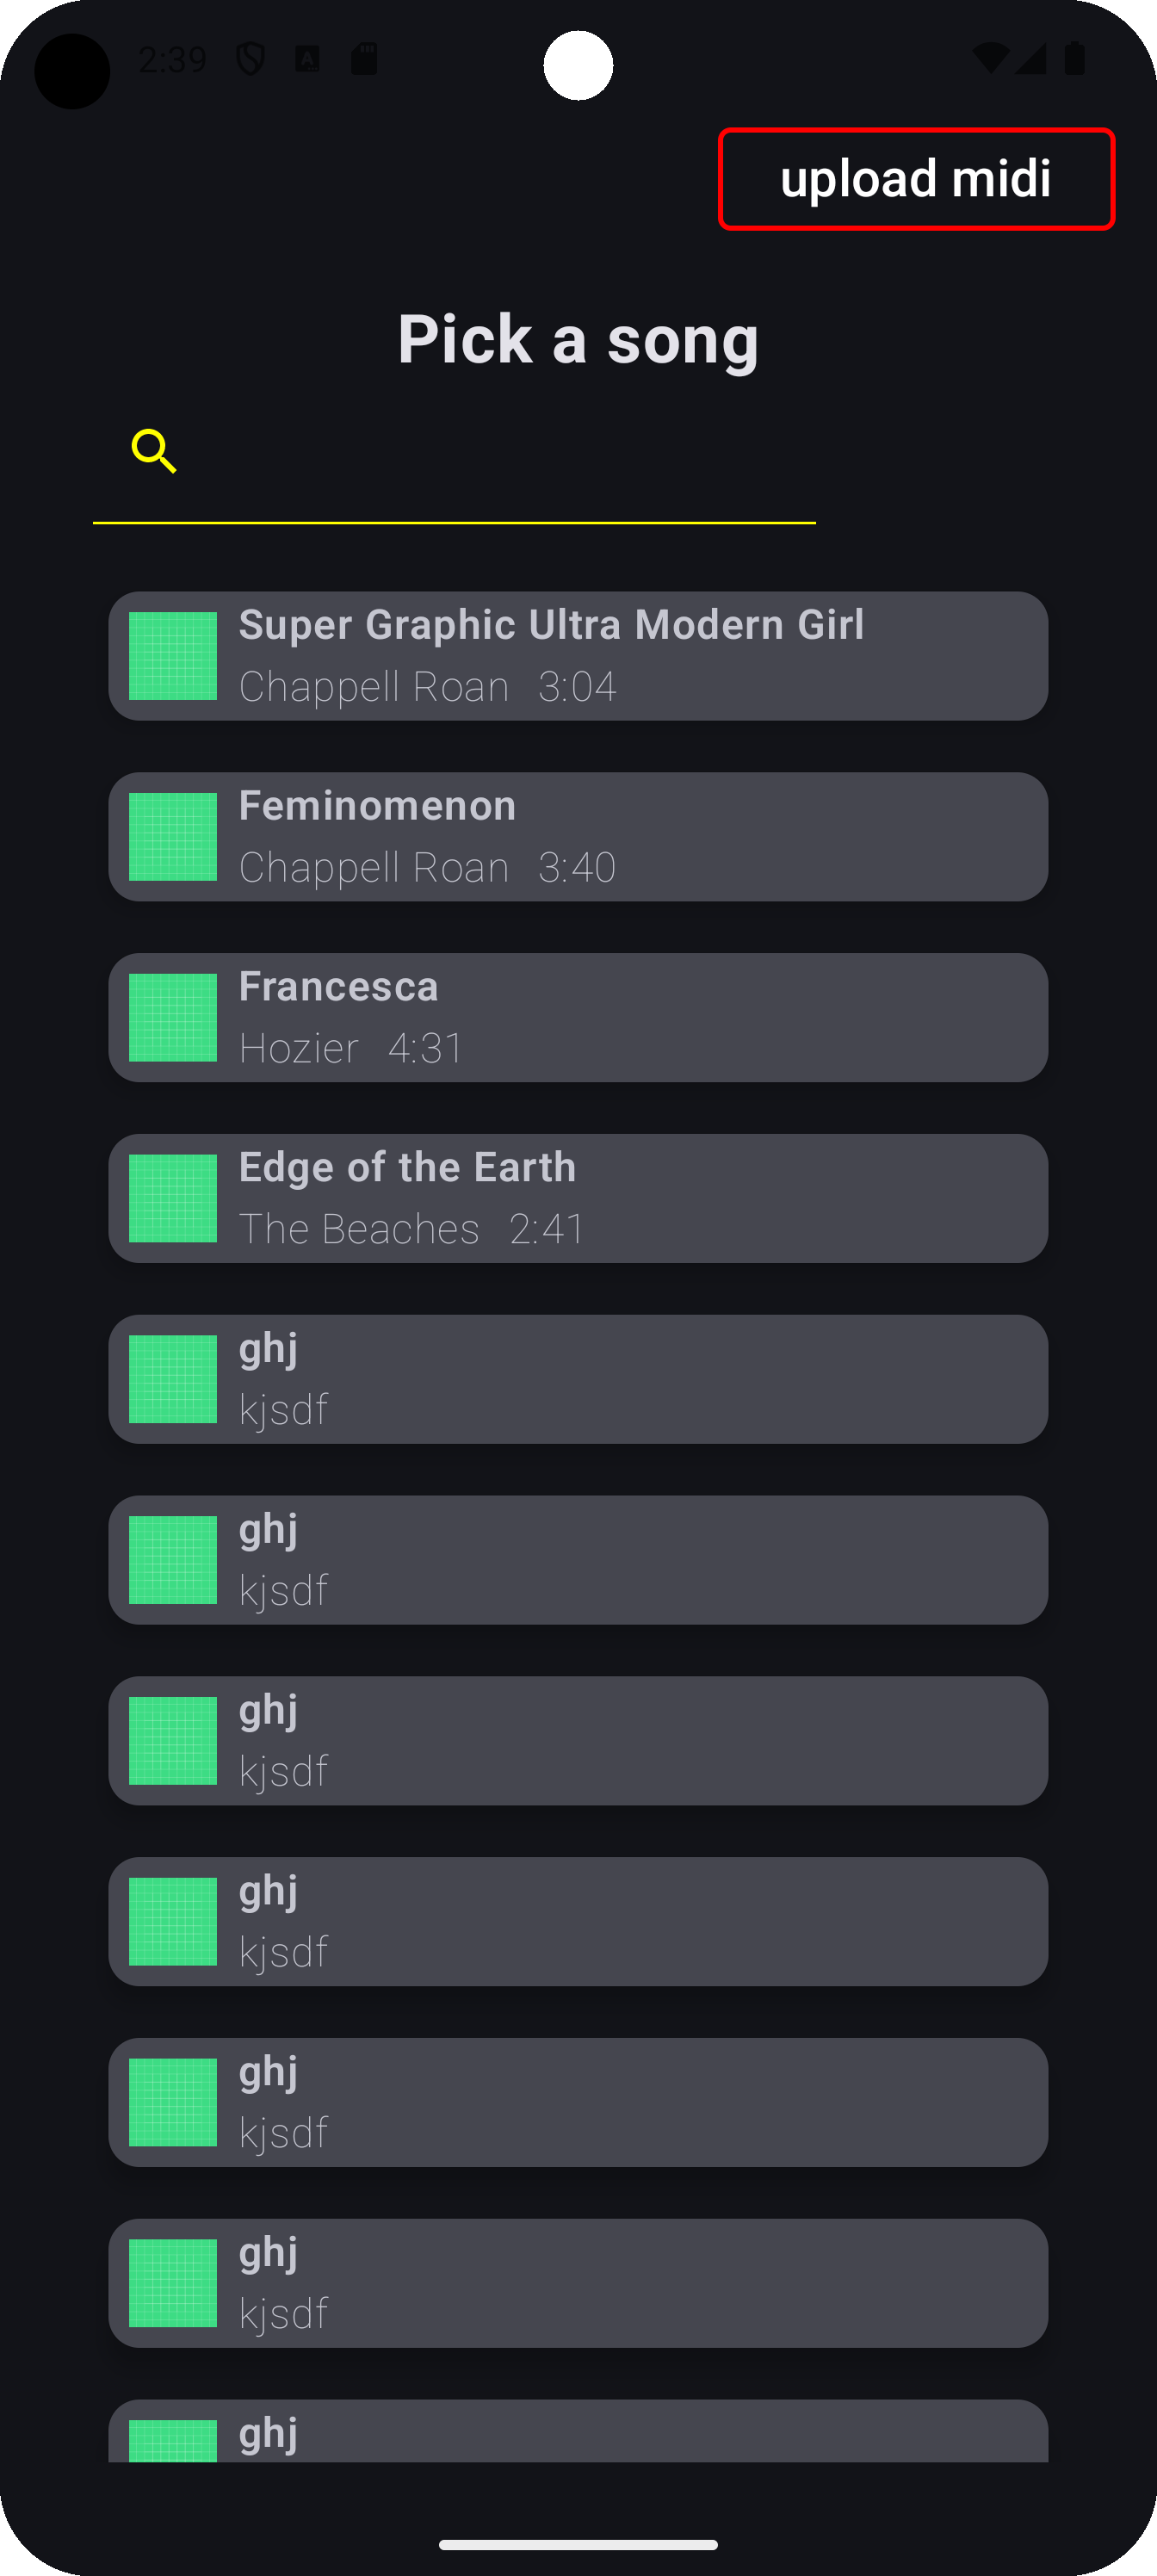 2:39
upload midi
Pick a song
Super Graphic Ultra Modern Girl
Chappell Roan 3:04
Feminomenon
Chappell Roan 3:40
Francesca
Hozier 4:31
Edge of the Earth
The Beaches 2:41
ghj
kjsdf
ghj
kjsdf
ghj
kjsdf
ghj
kjsdf
ghj
kjsdf
ghj
kjsdf
ghj